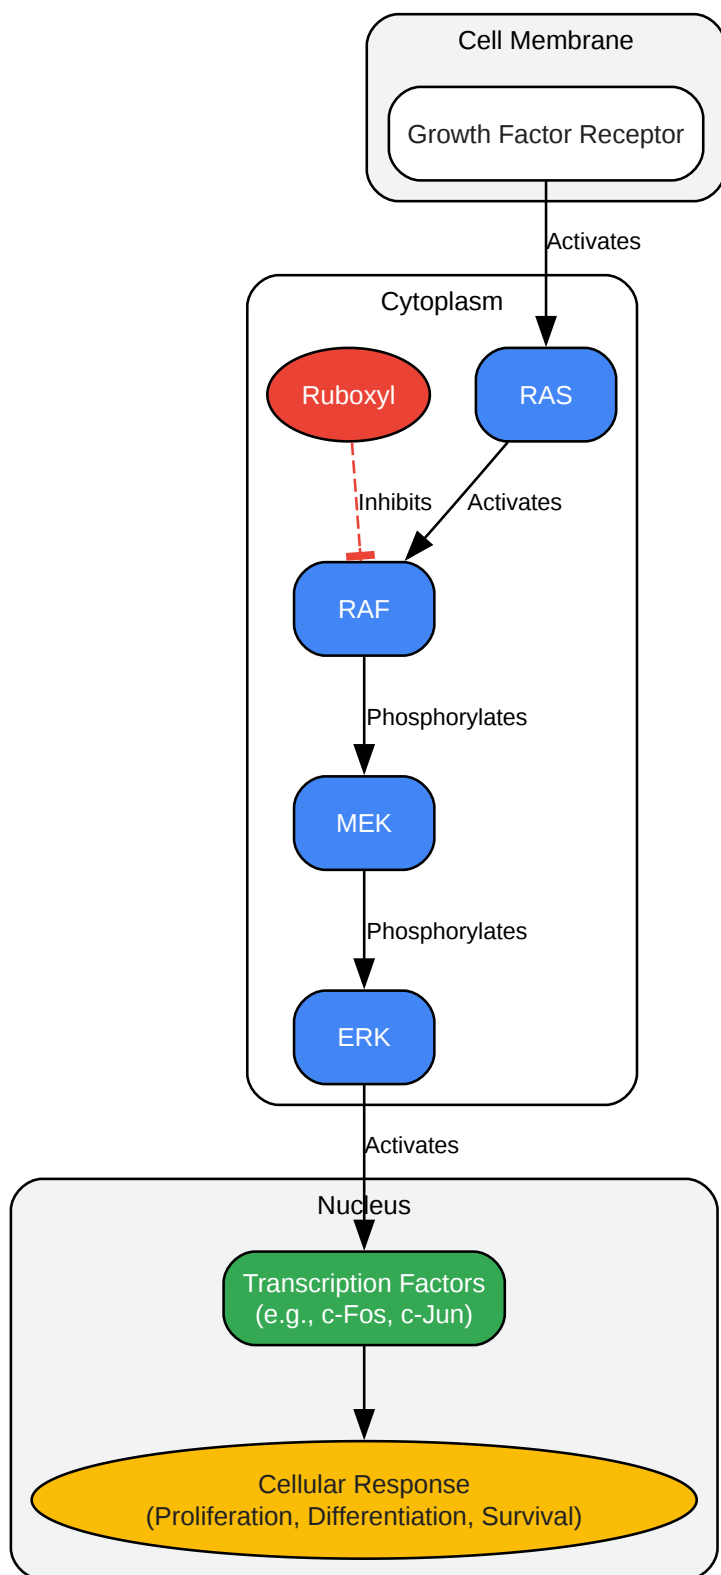 Cell Membrane
Growth Factor Receptor
Activates
Cytoplasm
Ruboxyl
RAS
Inhibits
Activates
RAF
Phosphorylates
MEK
Phosphorylates
ERK
Activates
Nucleus
Transcription Factors
(e.g., c-Fos, c-Jun)
Cellular Response
(Proliferation, Differentiation, Survival)